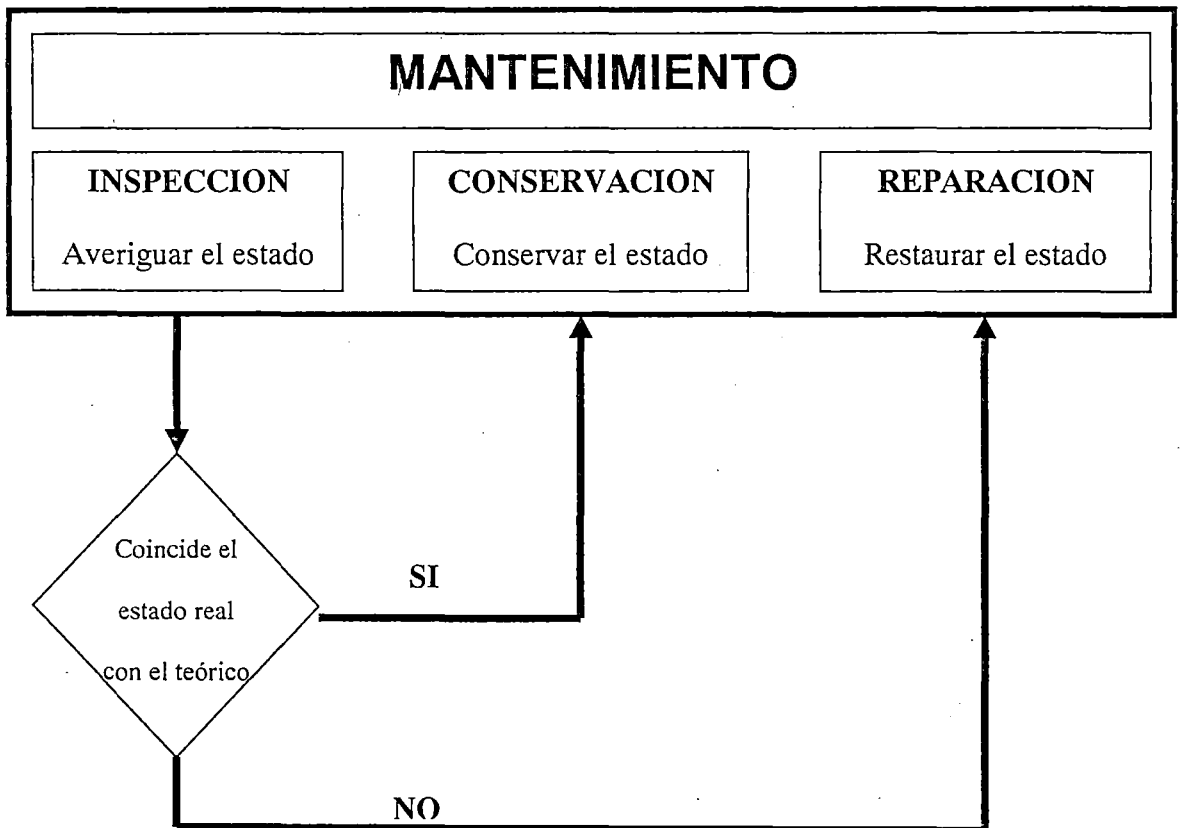 MANTENIMIENTO
INSPECCION
Averiguar el estado
CONSERVACION
Conservar el estado
REPARACION
Restaurar el estado
Coincide el
estado real
con el teórico
SI
NO